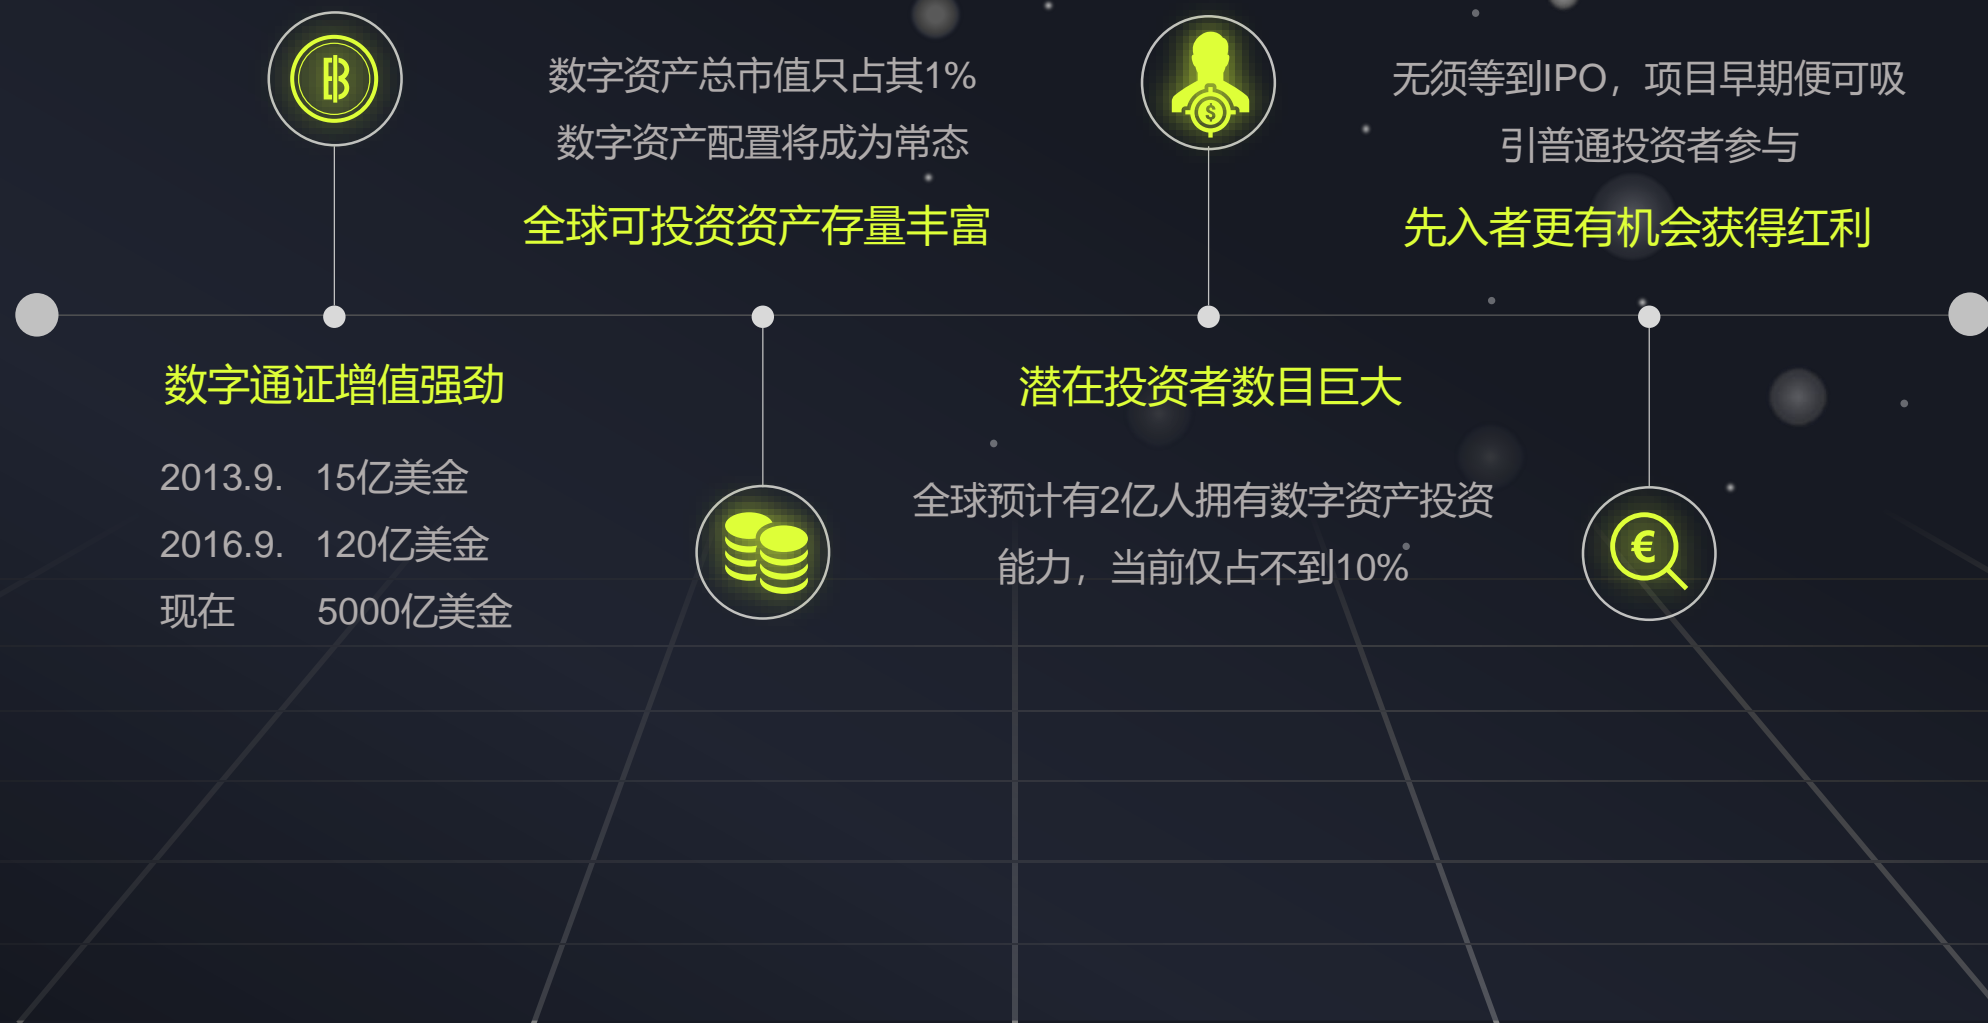 数字资产总市值只占其1%
数字资产配置将成为常态
全球可投资资产存量丰富
无须等到IPO，项目早期便可吸
引普通投资者参与
先入者更有机会获得红利
数字通证增值强劲
2013.9. 15亿美金
2016.9. 120亿美金
现在 5000亿美金
潜在投资者数目巨大
全球预计有2亿人拥有数字资产投资
能力，当前仅占不到10%